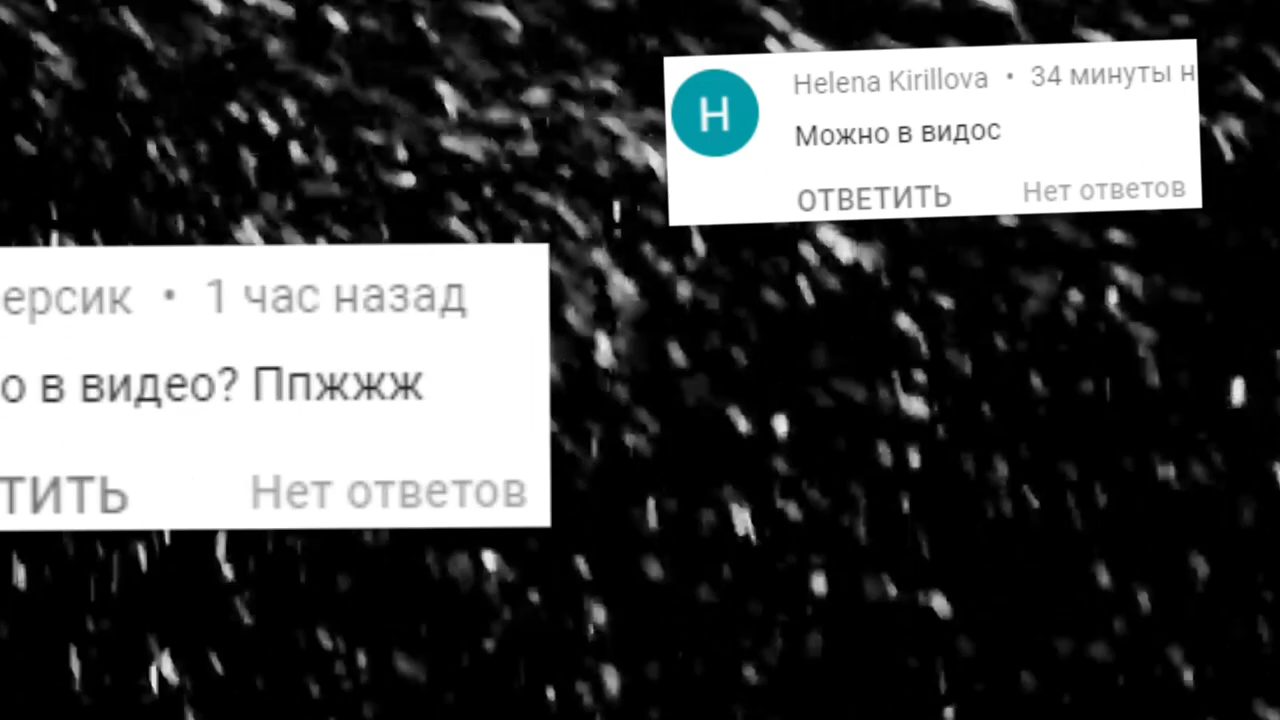 H
Helena Kirillova • 34 минуты н
Можно в видос
ОТВЕТИТЬ Нет ответов
ерсик • 1 час назад
о в видео? Ппжжж
ТИТЬ Нет ответов